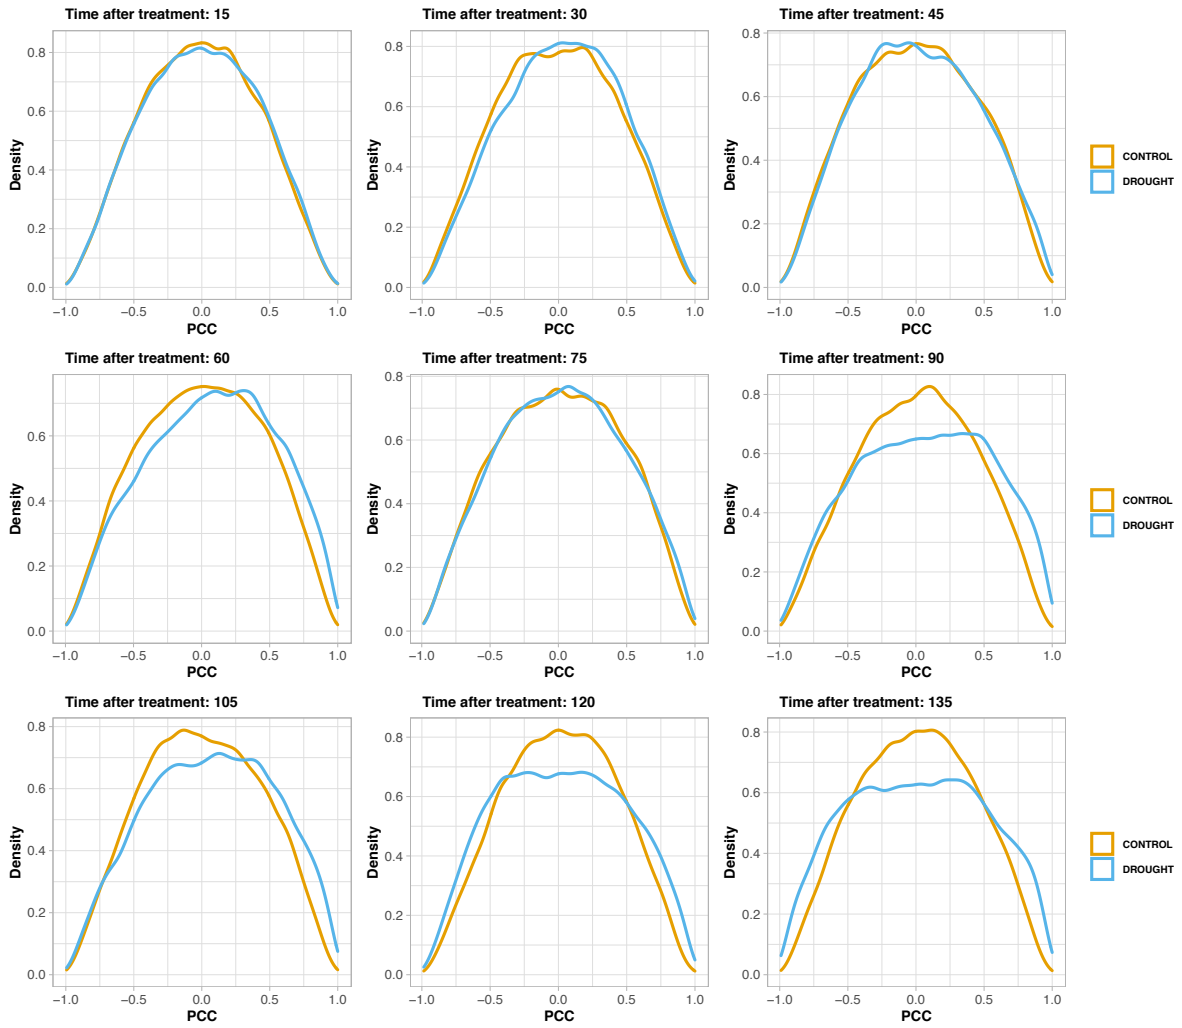 Time after treatment: 15
Time after treatment: 30
Time after treatment: 45
0.8
0.6
0.4
0.2
0.0
Density
−1.0 −0.5 0.0 0.5 1.0
PCC
0.8
0.6
0.4
0.2
0.0
Density
−1.0 −0.5 0.0 0.5 1.0
PCC
0.8
0.6
0.4
0.2
0.0
Density
−1.0 −0.5 0.0 0.5 1.0
PCC
CONTROL
DROUGHT
Time after treatment: 60
Time after treatment: 75
Time after treatment: 90
0.6
0.4
0.2
0.0
Density
−1.0 −0.5 0.0 0.5 1.0
PCC
0.8
0.6
0.4
0.2
0.0
Density
−1.0 −0.5 0.0 0.5 1.0
PCC
0.8
0.6
0.4
0.2
0.0
Density
−1.0 −0.5 0.0 0.5 1.0
PCC
CONTROL
DROUGHT
Time after treatment: 105
Time after treatment: 120
Time after treatment: 135
0.8
0.6
0.4
0.2
0.0
Density
−1.0 −0.5 0.0 0.5 1.0
PCC
0.8
0.6
0.4
0.2
0.0
Density
−1.0 −0.5 0.0 0.5 1.0
PCC
0.8
0.6
0.4
0.2
0.0
Density
−1.0 −0.5 0.0 0.5 1.0
PCC
CONTROL
DROUGHT